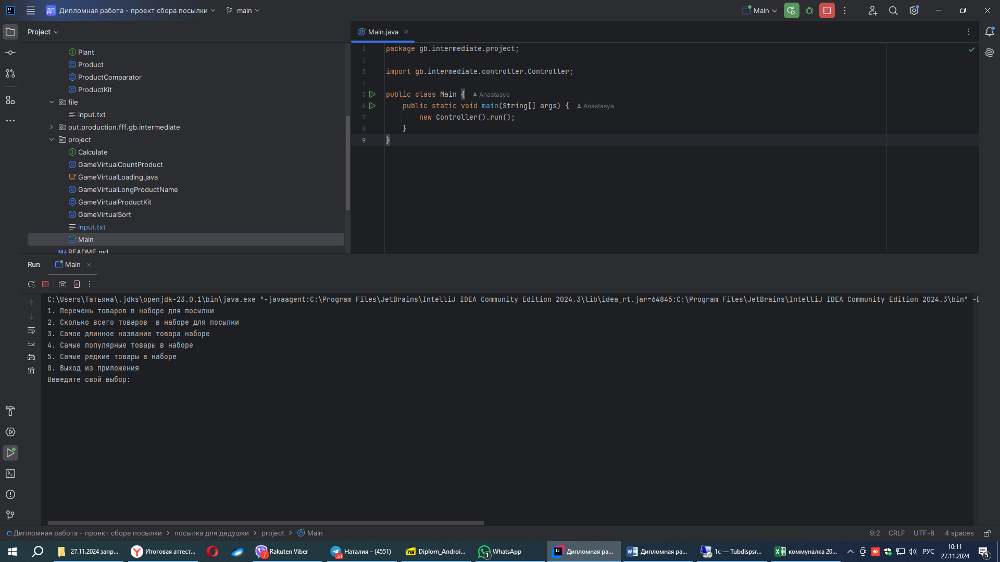 ДП Дипломная работа - проект сбора посылки main Main
Project
Main.java
Plant
Product
ProductComparator
ProductKit
file
input.txt
out.production.fff.gb.intermediate
project
Calculate
GameVirtualCountProduct
GameVirtualLoading.java
GameVirtualLongProductName
GameVirtualProductKit
GameVirtualSort
input.txt
Main
README.md
1 package gb.intermediate.project;
2
3 import gb.intermediate.controller.Controller;
4
5 public class Main { Anastasya
6 public static void main(String[] args) { Anastasya
7 new Controller().run();
8 }
9 }
Run Main
C:\Users\Татьяна\.jdks\openjdk-23.0.1\bin\java.exe "-javaagent:C:\Program Files\JetBrains\IntelliJ IDEA Community Edition 2024.3\lib\idea_rt.jar=64845:C:\Program Files\JetBrains\IntelliJ IDEA Community Edition 2024.3\bin"
1. Перечень товаров в наборе для посылки
2. Сколько всего товаров  в наборе для посылки
3. Самое длинное название товара наборе
4. Самые популярные товары в наборе
5. Самые редкие товары в наборе
0. Выход из приложения
Ввведите свой выбор:
Дипломная работа - проект сбора посылки посылка для дедушки project Main 9:2 CRLF UTF-8 4 spaces
27.11.2024 запр... Итоговая аттест... 7 Rakuten Viber ..51 Наталия – (4551) PDF Diplom_Androi... 1 WhatsApp Дипломная ра... Дипломная ра... 1c — Tubdispsr... коммуналка 20... РУС 10:11
27.11.2024 5